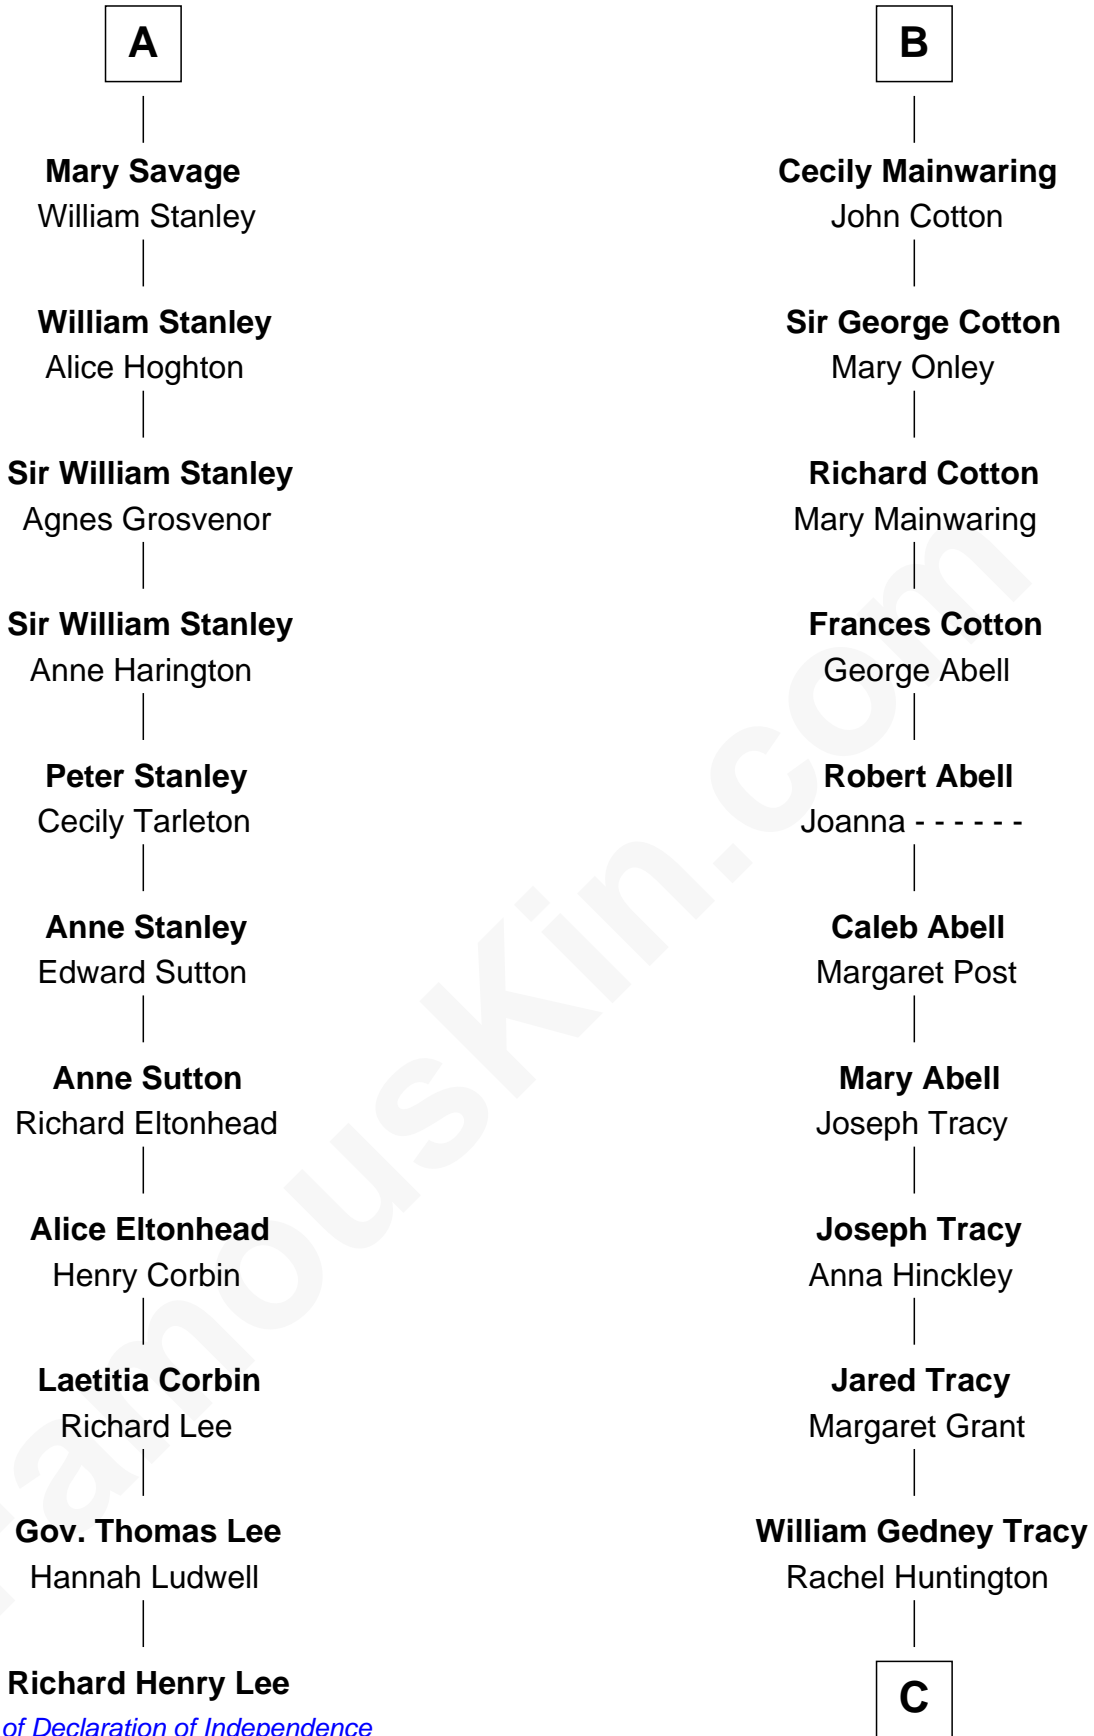 A
Mary Savage
William Stanley
William Stanley
Alice Hoghton
Sir William Stanley
Agnes Grosvenor
Sir William Stanley
Anne Harington
Peter Stanley
Cecily Tarleton
Anne Stanley
Edward Sutton
Anne Sutton
Richard Eltonhead
Alice Eltonhead
Henry Corbin
Laetitia Corbin
Richard Lee
Gov. Thomas Lee
Hannah Ludwell
Richard Henry Lee
of Declaration of Independence
B
Cecily Mainwaring
John Cotton
Sir George Cotton
Mary Onley
Richard Cotton
Mary Mainwaring
Frances Cotton
George Abell
Robert Abell
Joanna - - - - - -
Caleb Abell
Margaret Post
Mary Abell
Joseph Tracy
Joseph Tracy
Anna Hinckley
Jared Tracy
Margaret Grant
William Gedney Tracy
Rachel Huntington
C
FamousKin.com